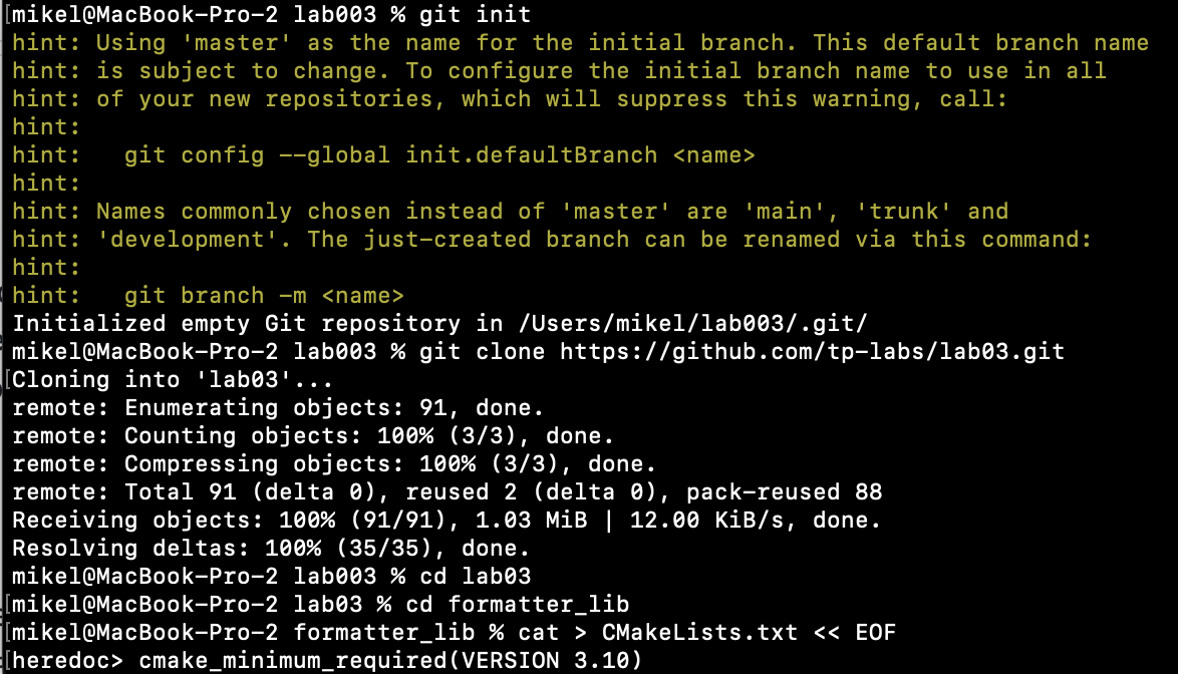 [mikel@MacBook-Pro-2 lab003 % git init
hint: Using 'master' as the name for the initial branch. This default branch name
hint: is subject to change. To configure the initial branch name to use in all
hint: of your new repositories, which will suppress this warning, call:
hint:
hint:   git config --global init.defaultBranch <name>
hint:
hint: Names commonly chosen instead of 'master' are 'main', 'trunk' and
hint: 'development'. The just-created branch can be renamed via this command:
hint:
hint:   git branch -m <name>
Initialized empty Git repository in /Users/mikel/lab003/.git/
mikel@MacBook-Pro-2 lab003 % git clone https://github.com/tp-labs/lab03.git
[Cloning into 'lab03'...
remote: Enumerating objects: 91, done.
remote: Counting objects: 100% (3/3), done.
remote: Compressing objects: 100% (3/3), done.
remote: Total 91 (delta 0), reused 2 (delta 0), pack-reused 88
Receiving objects: 100% (91/91), 1.03 MiB | 12.00 KiB/s, done.
Resolving deltas: 100% (35/35), done.
mikel@MacBook-Pro-2 lab003 % cd lab03
[mikel@MacBook-Pro-2 lab03 % cd formatter_lib
[mikel@MacBook-Pro-2 formatter_lib % cat > CMakeLists.txt << EOF
[heredoc> cmake_minimum_required(VERSION 3.10)